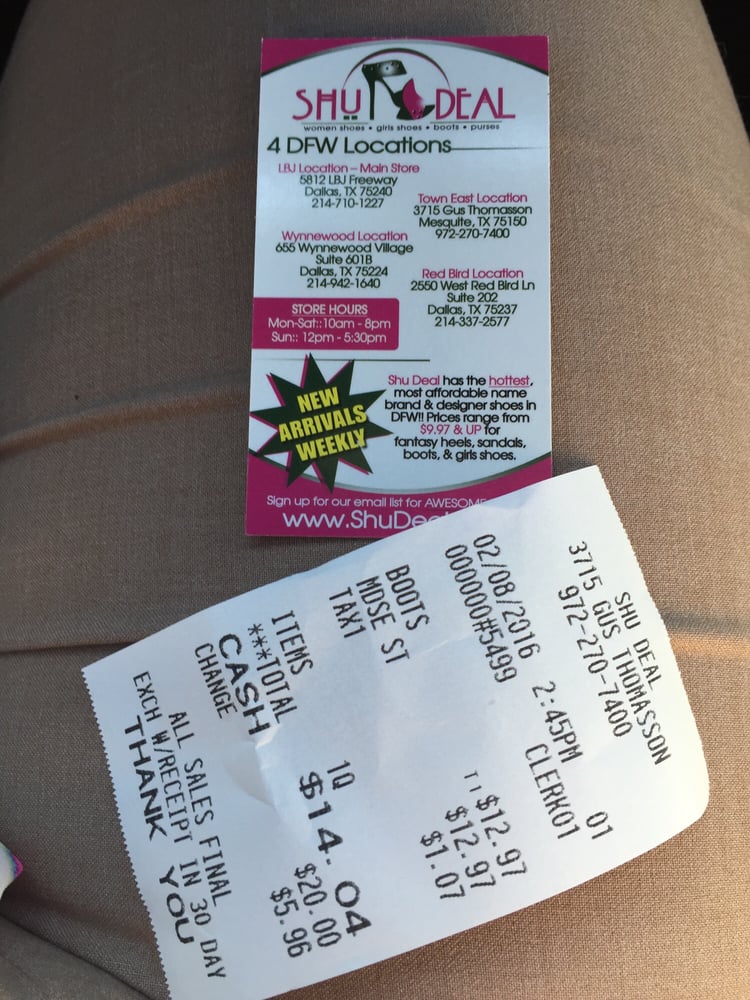 SHU DEAL
women shoes • girls shoes • boots • purses
4 DFW Locations
LBJ Location – Main Store
5812 LBJ Freeway
Dallas, TX 75240
214-710-1227
Town East Location
3715 Gus Thomasson
Mesquite, TX 75150
972-270-7400
Wynnewood Location
655 Wynnewood Village
Suite 601B
Dallas, TX 75224
214-942-1640
Red Bird Location
2550 West Red Bird Ln
Suite 202
Dallas, TX 75237
214-337-2577
STORE HOURS
Mon-Sat:: 10am - 8pm
Sun:: 12pm - 5:30pm
NEW
ARRIVALS
WEEKLY
Shu Deal has the hottest,
most affordable name
brand & designer shoes in
DFW!! Prices range from
$9.97 & UP for
fantasy heels, sandals,
boots, & girls shoes.
Sign up for our email list for AWESOME
www.ShuDeal
SHU DEAL
3715 GUS THOMASSON
972-270-7400
02/08/2016 2:45PM 01
000000#5499 CLERK01
BOOTS T1 $12.97
MDSE ST $12.97
TAX1 $1.07
ITEMS 1Q
***TOTAL $14.04
CASH $20.00
CHANGE $5.96
ALL SALES FINAL
EXCH W/RECEIPT IN 30 DAY
THANK YOU